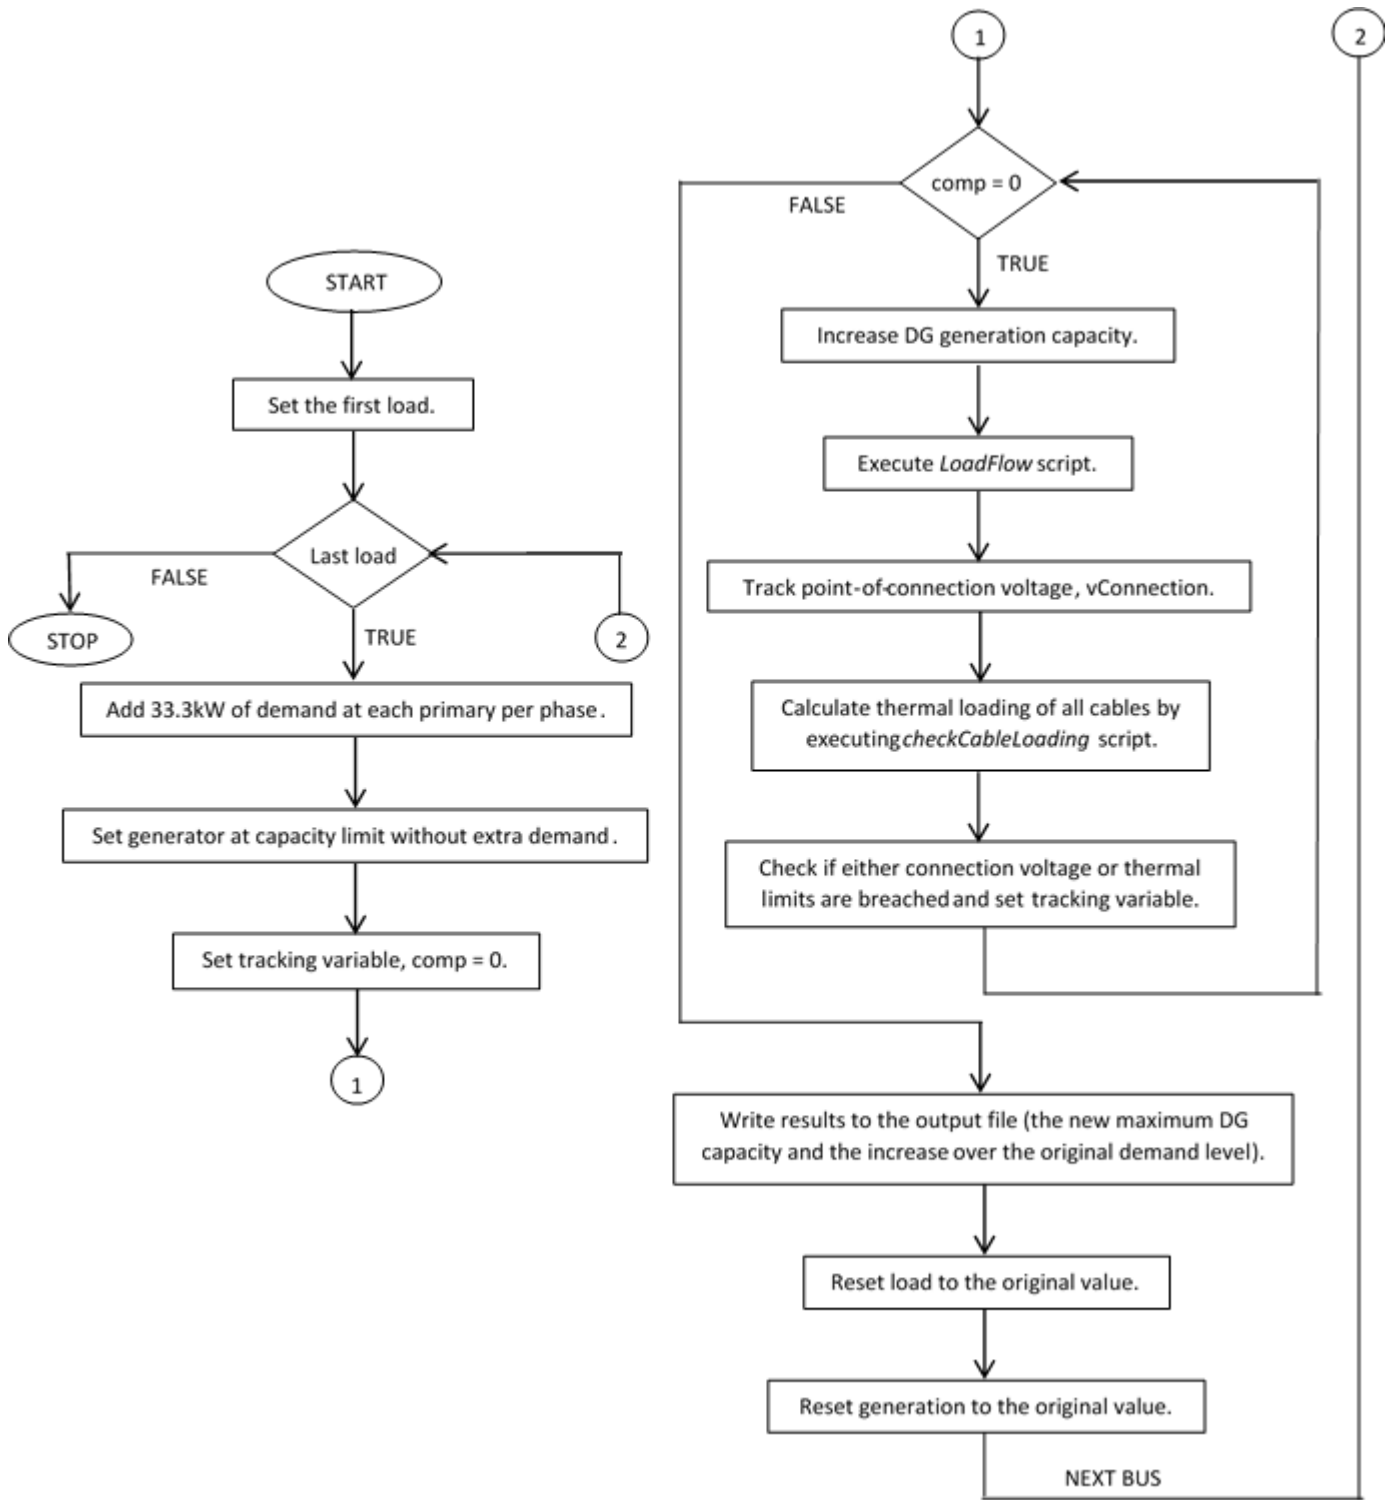 START
Set the first load.
Last load
FALSE
STOP
TRUE
2
Add 33.3kW of demand at each primary per phase.
Set generator at capacity limit without extra demand.
Set tracking variable, comp = 0.
1
1
2
comp = 0
FALSE
TRUE
Increase DG generation capacity.
Execute LoadFlow script.
Track point-of-connection voltage, vConnection.
Calculate thermal loading of all cables by
executing checkCableLoading script.
Check if either connection voltage or thermal
limits are breached and set tracking variable.
Write results to the output file (the new maximum DG
capacity and the increase over the original demand level).
Reset load to the original value.
Reset generation to the original value.
NEXT BUS